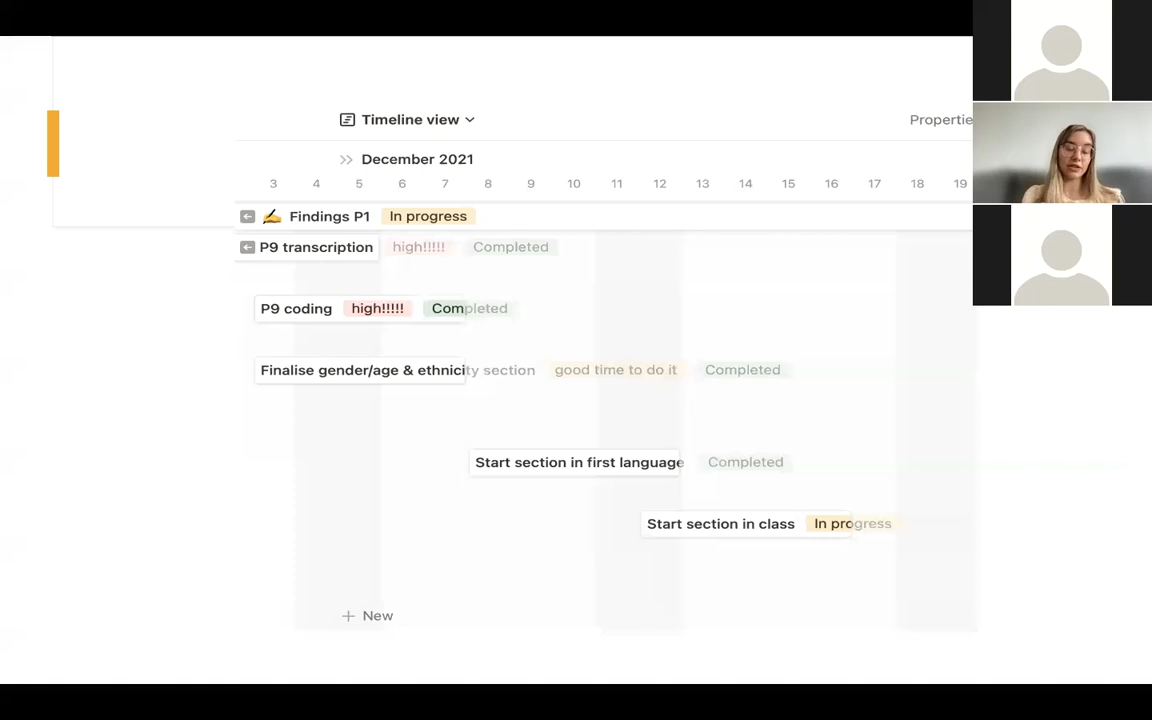 Timeline view
Propertie
December 2021
3 4 5 6 7 8 9 10 11 12 13 14 15 16 17 18 19
Findings P1 In progress
P9 transcription high!!!!! Completed
P9 coding high!!!!! Completed
Finalise gender/age & ethnicity section good time to do it Completed
Start section in first language Completed
Start section in class In progress
+ New